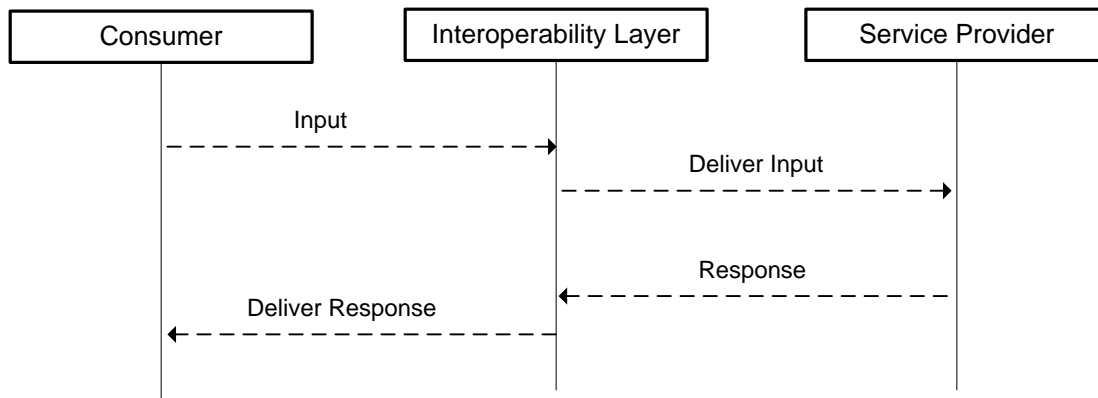 Consumer
Interoperability Layer
Service Provider
Input
Deliver Input
Response
Deliver Response